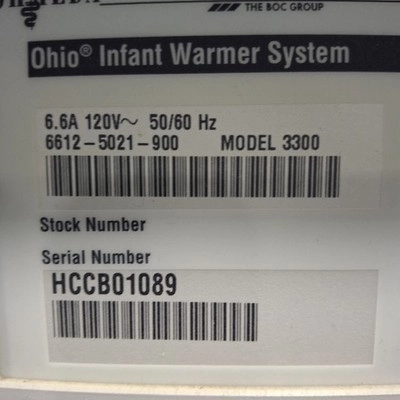 THE BOC GROUP
Ohio® Infant Warmer System
6.6A 120V~ 50/60 Hz
6612-5021-900 MODEL 3300
Stock Number
Serial Number
HCCB01089